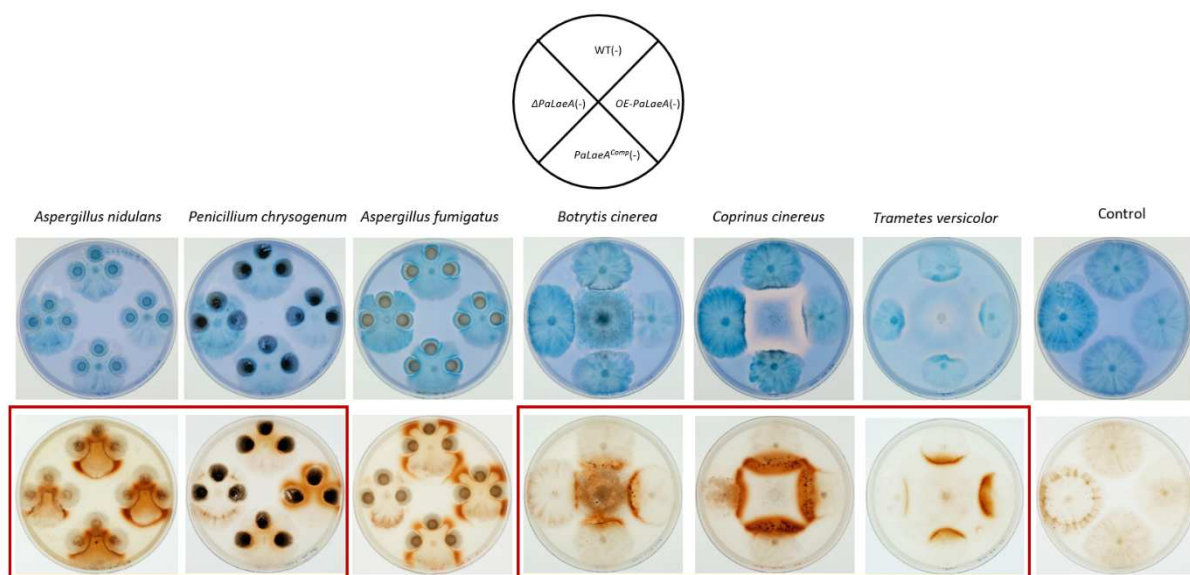 WT(-)
ΔPaLaeA(-)
OE-PaLaeA(-)
PaLaeA^Comp(-)
Aspergillus nidulans
Penicillium chrysogenum
Aspergillus fumigatus
Botrytis cinerea
Coprinus cinereus
Trametes versicolor
Control